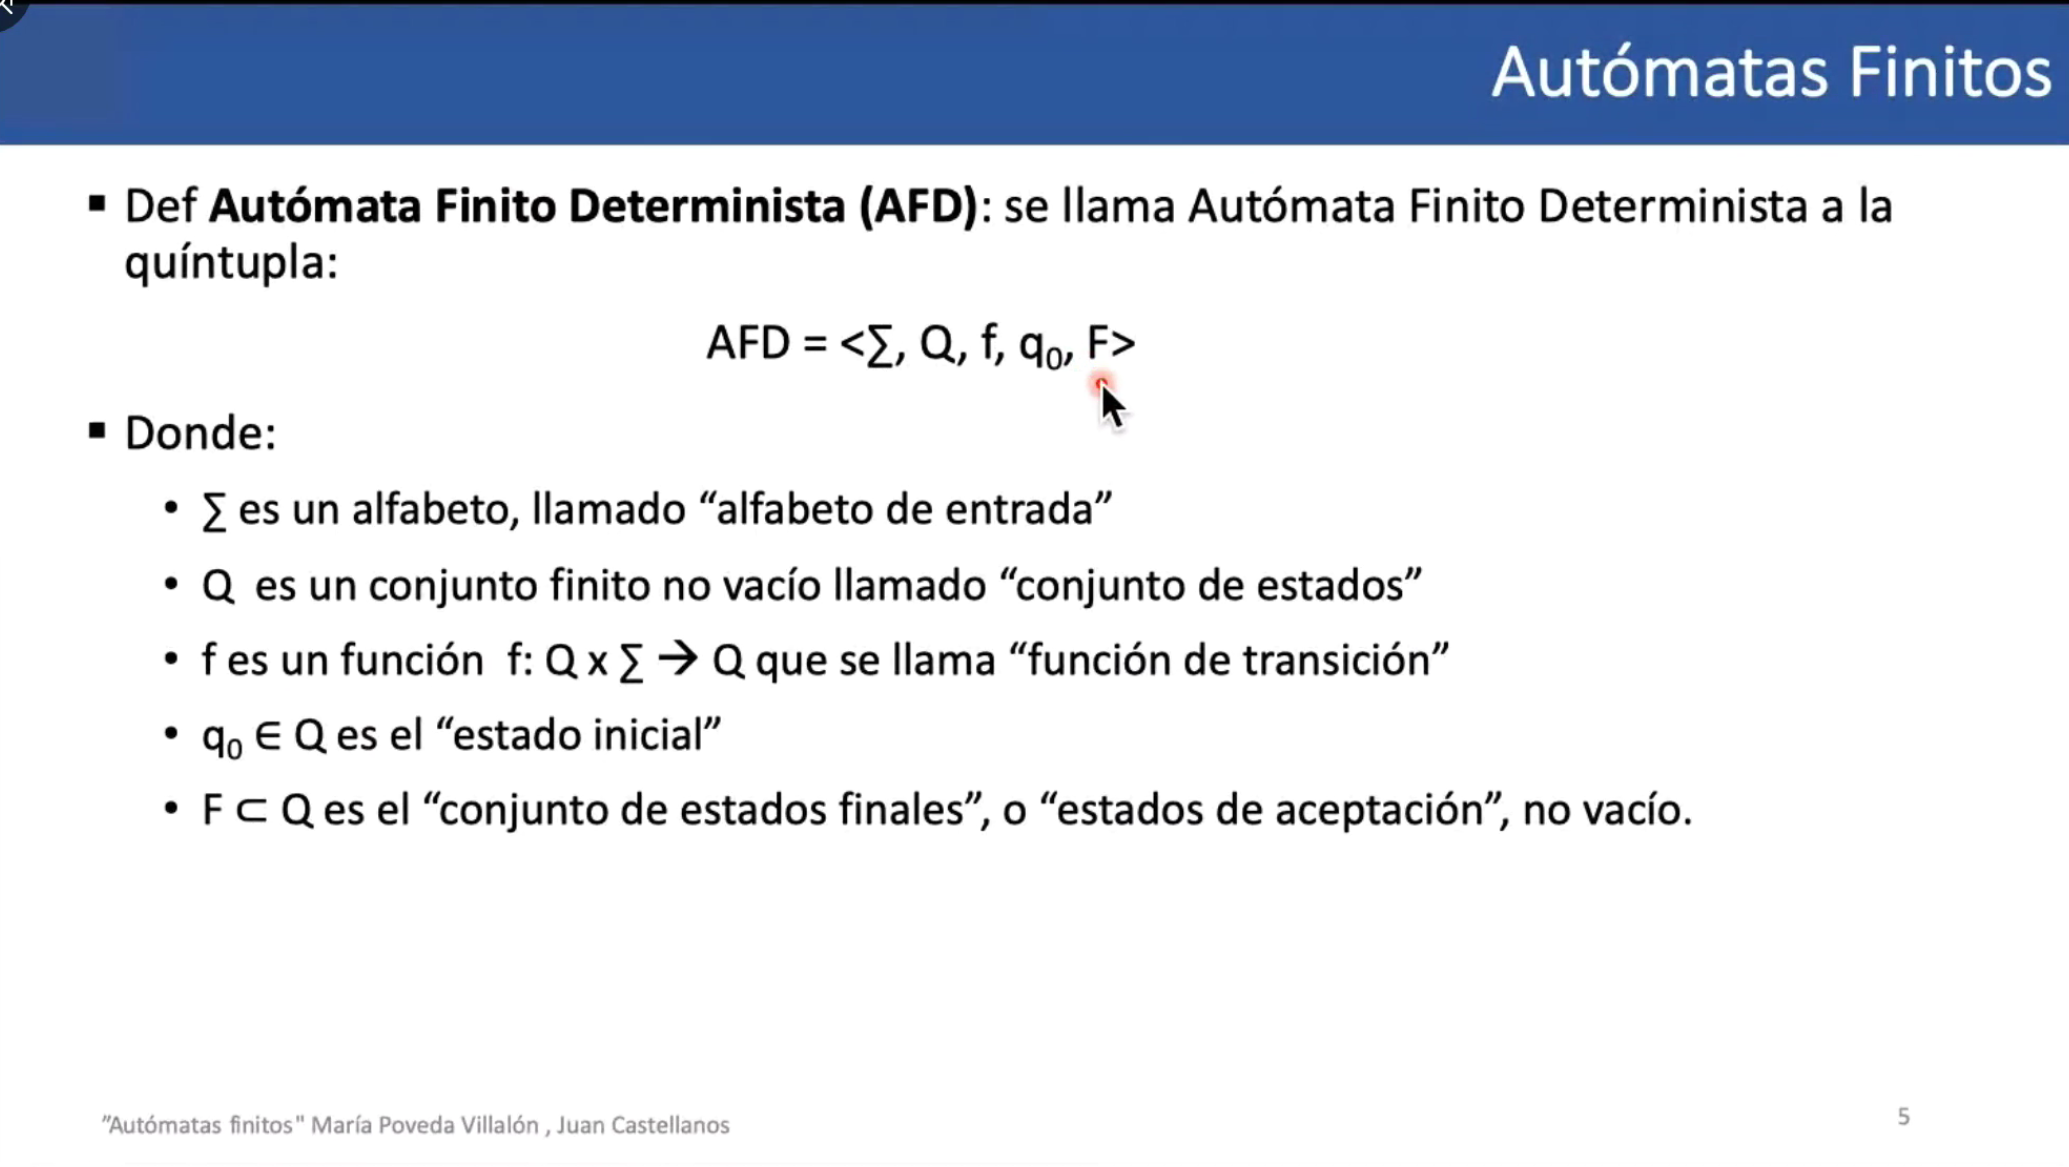 Autómatas Finitos
▪ Def Autómata Finito Determinista (AFD): se llama Autómata Finito Determinista a la
quíntupla:
AFD = <∑, Q, f, q₀, F>
▪ Donde:
• ∑ es un alfabeto, llamado “alfabeto de entrada”
• Q es un conjunto finito no vacío llamado “conjunto de estados”
• f es un función f: Q x ∑ → Q que se llama “función de transición”
• q₀ ∈ Q es el “estado inicial”
• F ⊂ Q es el “conjunto de estados finales”, o “estados de aceptación”, no vacío.
”Autómatas finitos" María Poveda Villalón , Juan Castellanos
5